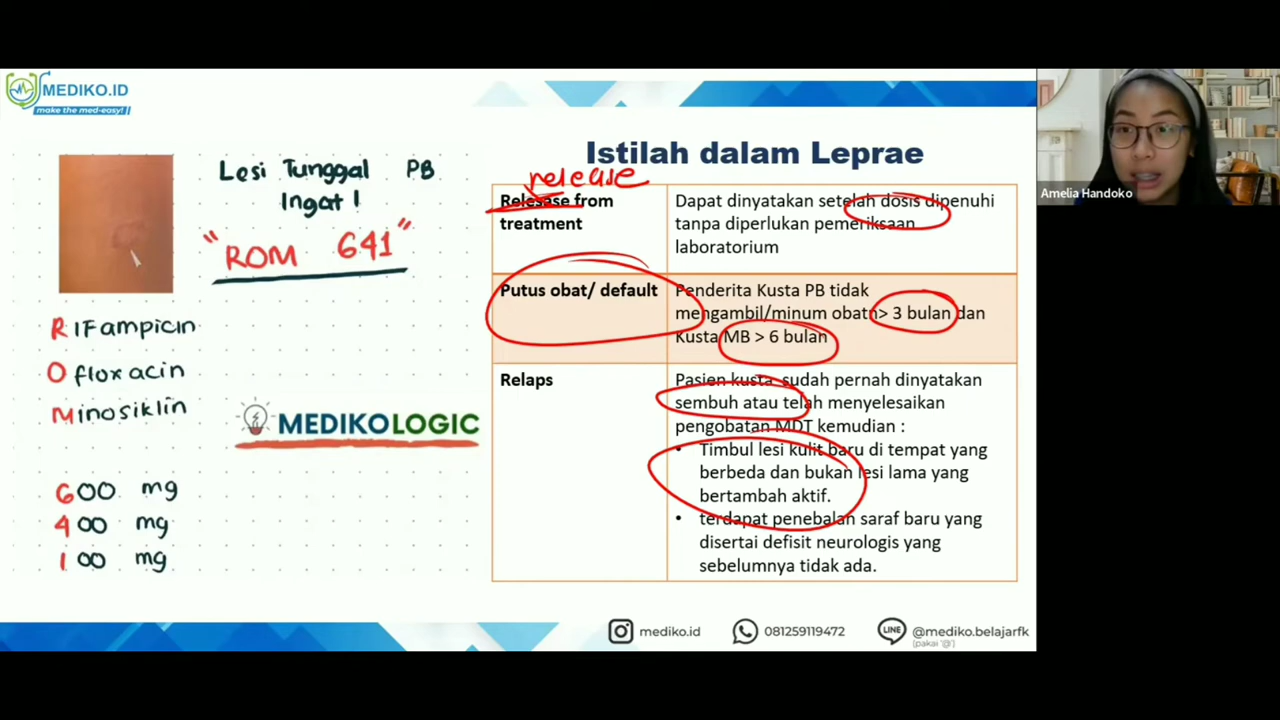 MEDIKO.ID
make the med-easy!
Lesi Tunggal PB
Ingat!
"ROM 641"
RIFampicin
Ofloxacin
Minosiklin
600 mg
400 mg
100 mg
MEDIKOLOGIC
Istilah dalam Leprae
release
Relesase from
treatment
Dapat dinyatakan setelah dosis dipenuhi
tanpa diperlukan pemeriksaan
laboratorium
Putus obat/ default
Penderita Kusta PB tidak
mengambil/minum obatn> 3 bulan dan
Kusta MB > 6 bulan
Relaps
Pasien kusta sudah pernah dinyatakan
sembuh atau telah menyelesaikan
pengobatan MDT kemudian :
• Timbul lesi kulit baru di tempat yang
berbeda dan bukan lesi lama yang
bertambah aktif.
• terdapat penebalan saraf baru yang
disertai defisit neurologis yang
sebelumnya tidak ada.
mediko.id
081259119472
LINE
@mediko.belajarfk
(pakai '@')
Amelia Handoko